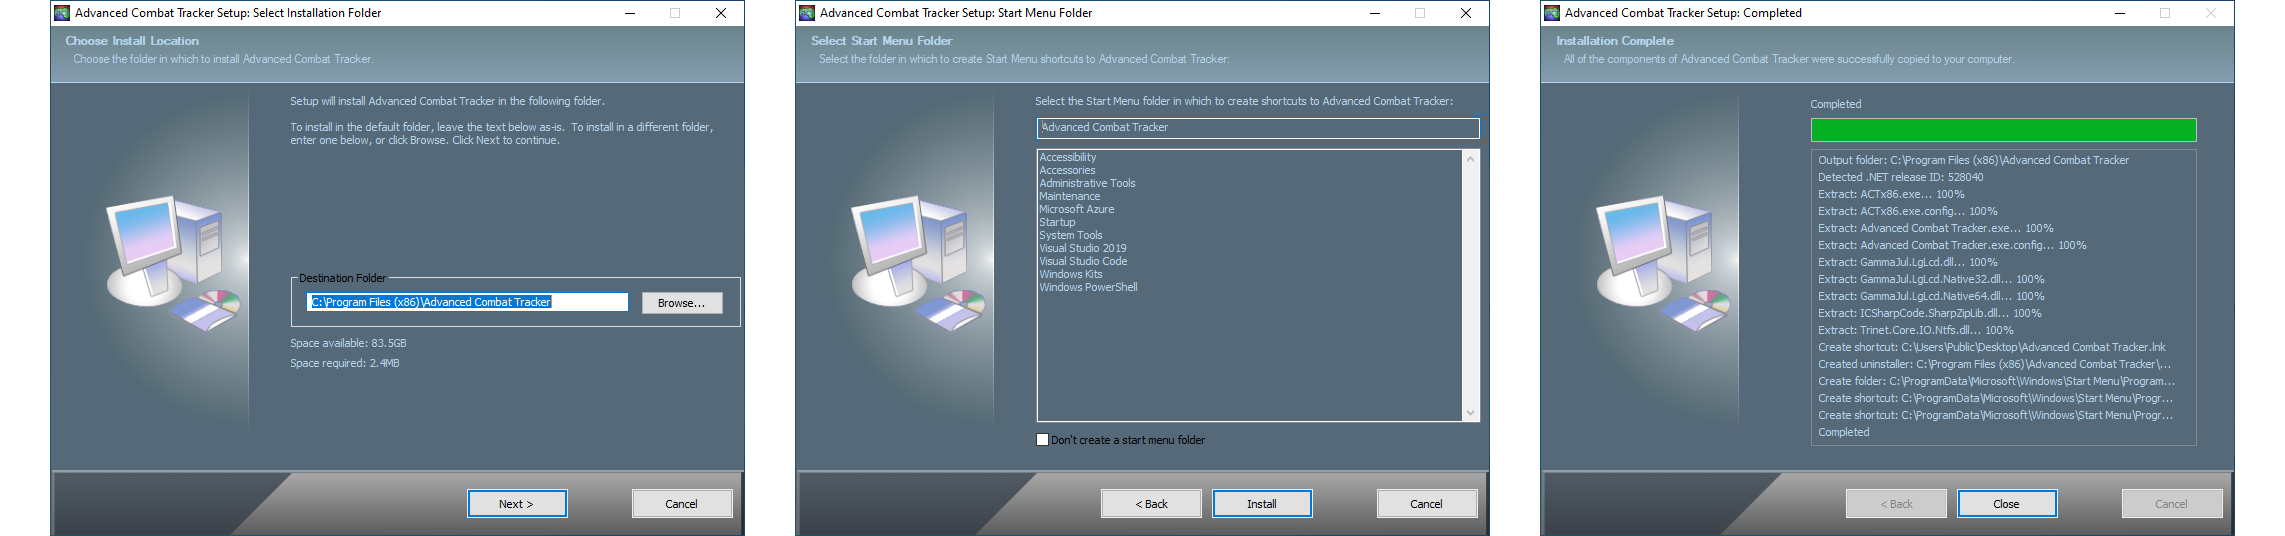 Advanced Combat Tracker Setup: Select Installation Folder
Choose Install Location
Choose the folder in which to install Advanced Combat Tracker.
Setup will install Advanced Combat Tracker in the following folder.
To install in the default folder, leave the text below as-is.  To install in a different folder,
enter one below, or click Browse. Click Next to continue.
Destination Folder
C:\Program Files (x86)\Advanced Combat Tracker
Browse...
Space available: 83.5GB
Space required: 2.4MB
Next >
Cancel
Advanced Combat Tracker Setup: Start Menu Folder
Select Start Menu Folder
Select the folder in which to create Start Menu shortcuts to Advanced Combat Tracker:
Select the Start Menu folder in which to create shortcuts to Advanced Combat Tracker:
Advanced Combat Tracker
Accessibility
Accessories
Administrative Tools
Maintenance
Microsoft Azure
Startup
System Tools
Visual Studio 2019
Visual Studio Code
Windows Kits
Windows PowerShell
Don't create a start menu folder
< Back
Install
Cancel
Advanced Combat Tracker Setup: Completed
Installation Complete
All of the components of Advanced Combat Tracker were successfully copied to your computer.
Completed
Output folder: C:\Program Files (x86)\Advanced Combat Tracker
Detected .NET release ID: 528040
Extract: ACTx86.exe... 100%
Extract: ACTx86.exe.config... 100%
Extract: Advanced Combat Tracker.exe... 100%
Extract: Advanced Combat Tracker.exe.config... 100%
Extract: GammaJul.LgLcd.dll... 100%
Extract: GammaJul.LgLcd.Native32.dll... 100%
Extract: GammaJul.LgLcd.Native64.dll... 100%
Extract: ICSharpCode.SharpZipLib.dll... 100%
Extract: Trinet.Core.IO.Ntfs.dll... 100%
Create shortcut: C:\Users\Public\Desktop\Advanced Combat Tracker.lnk
Created uninstaller: C:\Program Files (x86)\Advanced Combat Tracker\...
Create folder: C:\ProgramData\Microsoft\Windows\Start Menu\Program...
Create shortcut: C:\ProgramData\Microsoft\Windows\Start Menu\Progr...
Create shortcut: C:\ProgramData\Microsoft\Windows\Start Menu\Progr...
Completed
< Back
Close
Cancel